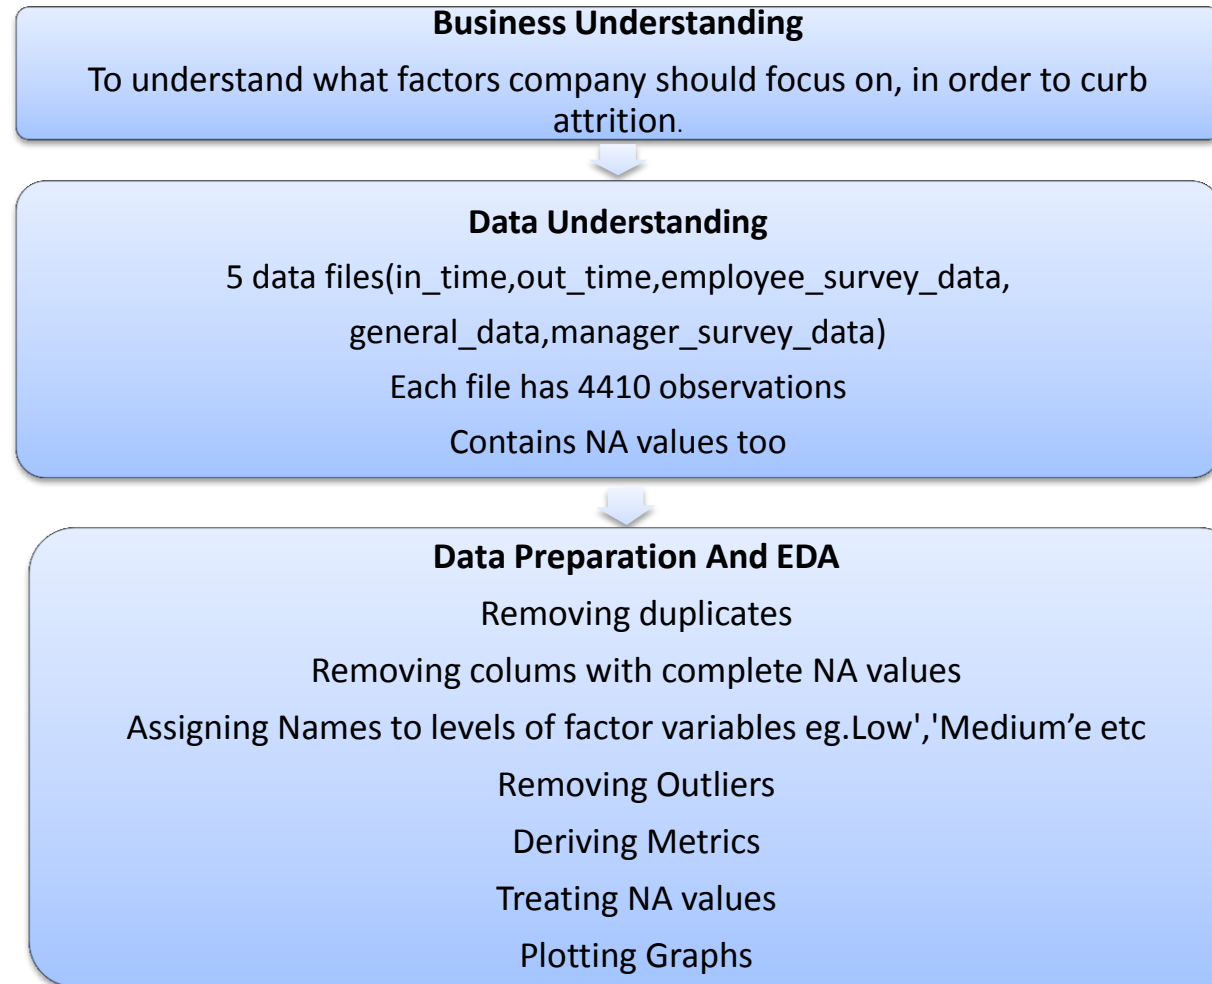 Business Understanding
To understand what factors company should focus on, in order to curb
attrition.
Data Understanding
5 data files(in_time,out_time,employee_survey_data,
general_data,manager_survey_data)
Each file has 4410 observations
Contains NA values too
Data Preparation And EDA
Removing duplicates
Removing colums with complete NA values
Assigning Names to levels of factor variables eg.Low','Medium’e etc
Removing Outliers
Deriving Metrics
Treating NA values
Plotting Graphs